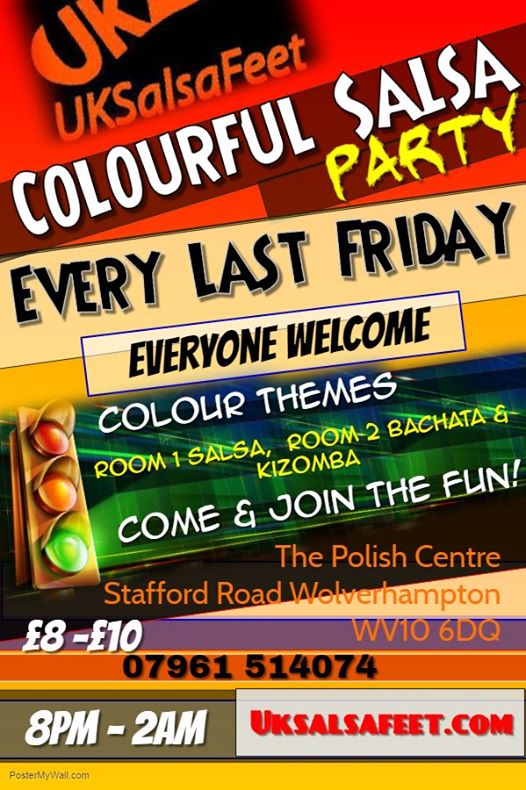 UK
UKSalsaFeet
COLOURFUL SALSA
PARTY
EVERY LAST FRIDAY
EVERYONE WELCOME
COLOUR THEMES
ROOM 1 SALSA, ROOM 2 BACHATA &
KIZOMBA
COME & JOIN THE FUN!
The Polish Centre
Stafford Road Wolverhampton
WV10 6DQ
£8 -£10
07961 514074
8PM - 2AM
UKSALSAFEET.COM
PosterMyWall.com